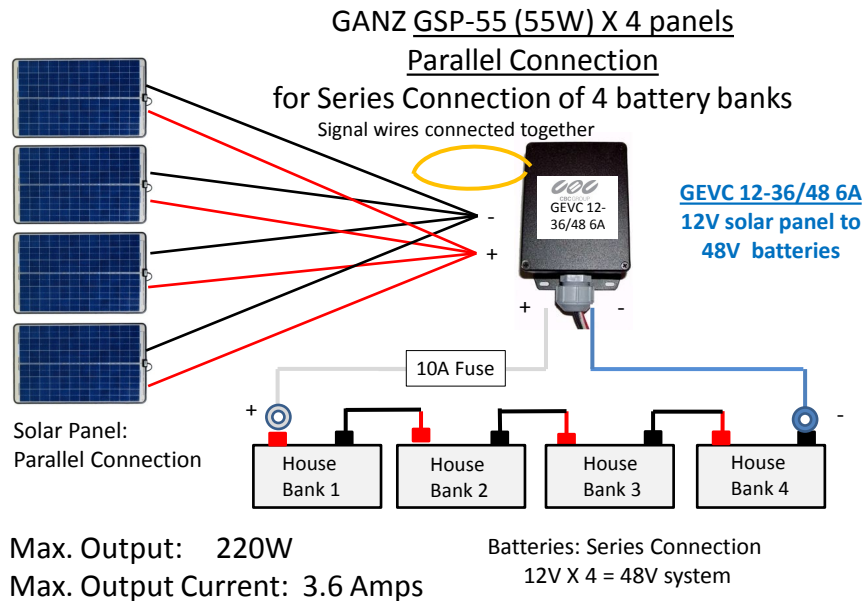 GANZ GSP-55 (55W) X 4 panels
Parallel Connection
for Series Connection of 4 battery banks
Signal wires connected together
CBC GROUP
GEVC 12-
36/48 6A
GEVC 12-36/48 6A
12V solar panel to
48V batteries
-
+
+
-
10A Fuse
+
-
Solar Panel:
Parallel Connection
House
Bank 1
House
Bank 2
House
Bank 3
House
Bank 4
Max. Output: 220W
Max. Output Current: 3.6 Amps
Batteries: Series Connection
12V X 4 = 48V system